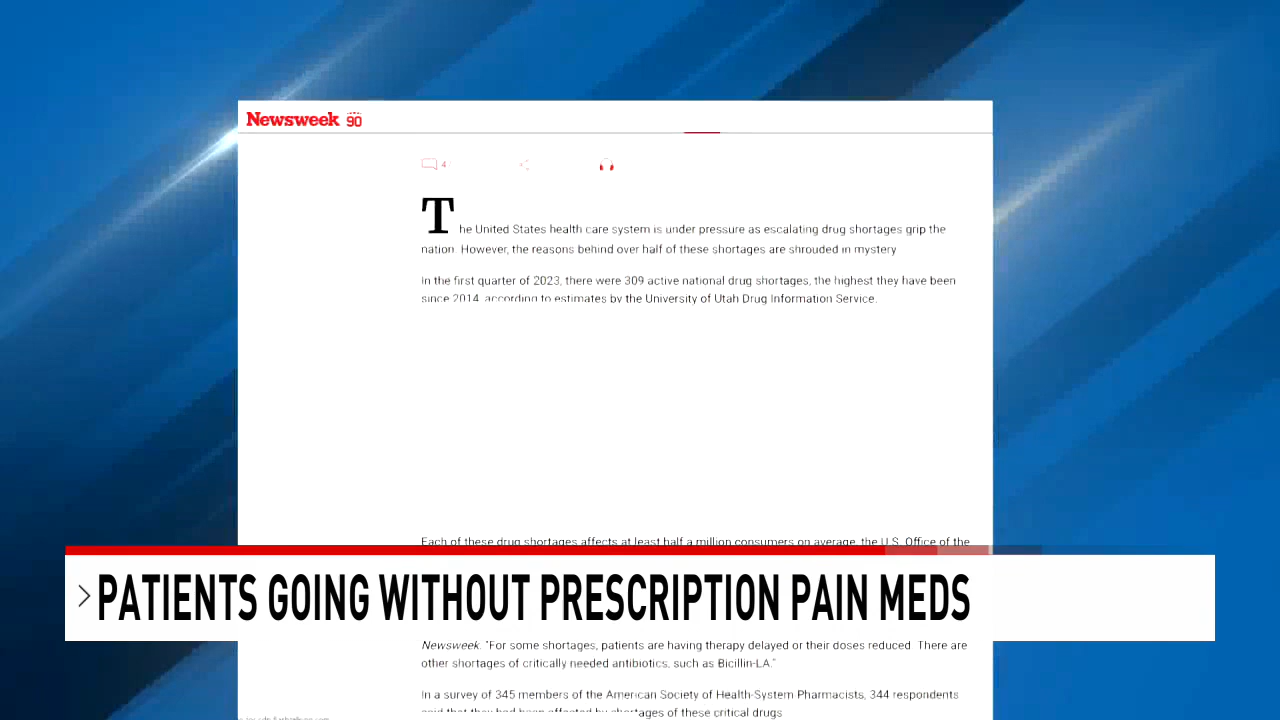 Newsweek 90
4
The United States health care system is under pressure as escalating drug shortages grip the
nation. However, the reasons behind over half of these shortages are shrouded in mystery
In the first quarter of 2023, there were 309 active national drug shortages, the highest they have been
since 2014, according to estimates by the University of Utah Drug Information Service.
Each of these drug shortages affects at least half a million consumers on average, the U.S. Office of the
PATIENTS GOING WITHOUT PRESCRIPTION PAIN MEDS
Newsweek. "For some shortages, patients are having therapy delayed or their doses reduced. There are
other shortages of critically needed antibiotics, such as Bicillin-LA."
In a survey of 345 members of the American Society of Health-System Pharmacists, 344 respondents
said that they had been affected by shortages of these critical drugs